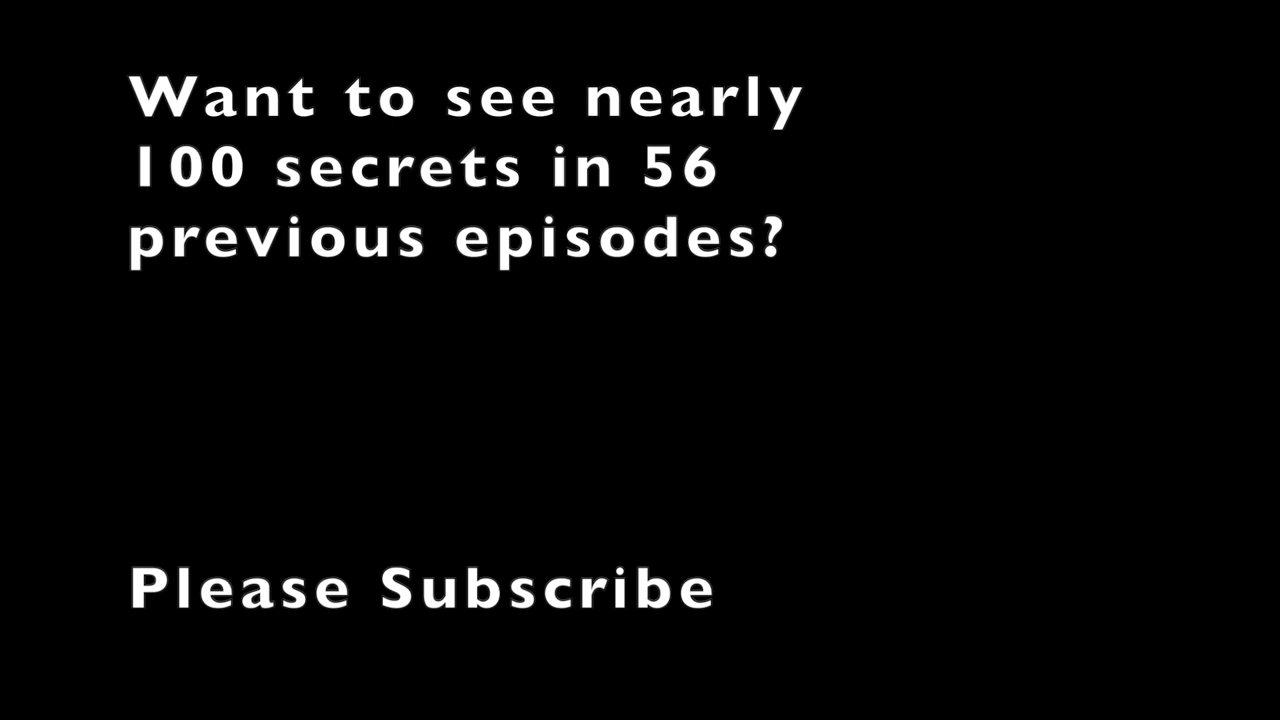 Want to see nearly
100 secrets in 56
previous episodes?
Please Subscribe